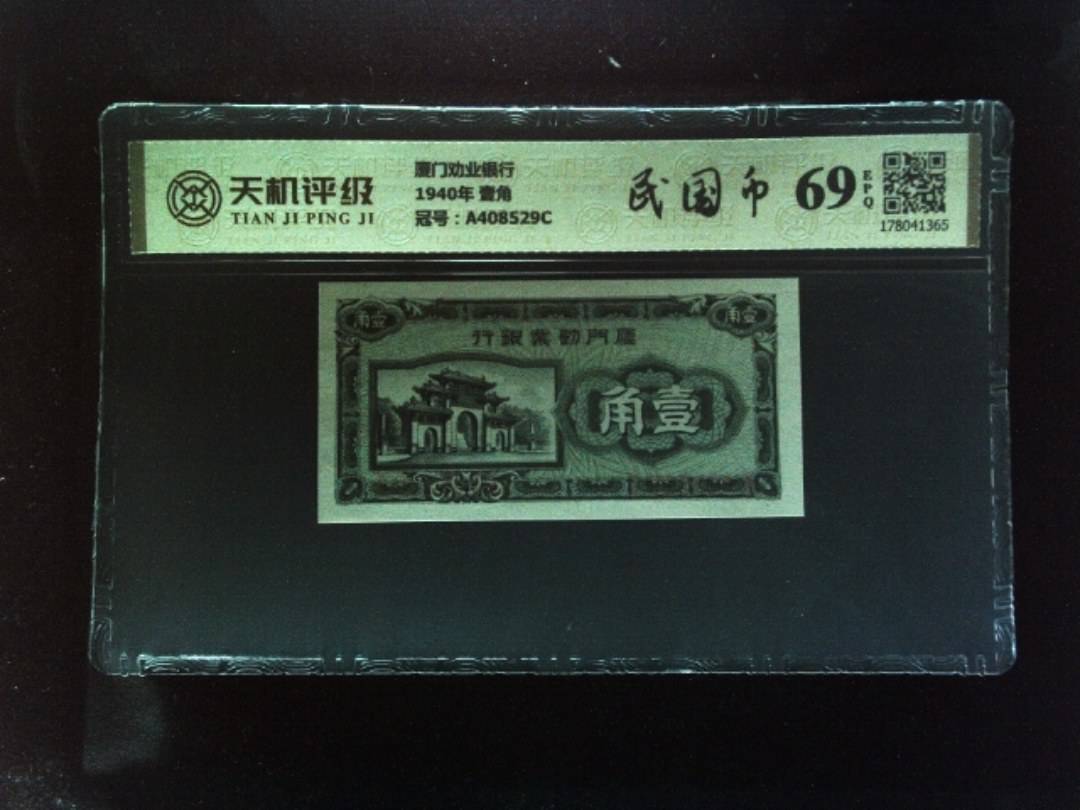 天机评级
TIAN JI PING JI
厦门劝业银行
1940年 壹角
冠号：A408529C
民国币
69
EPQ
178041365
角壹
角壹
行銀業勸門廈
角壹